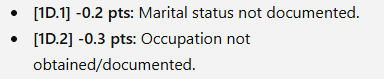 • [1D.1] -0.2 pts: Marital status not documented.
• [1D.2] -0.3 pts: Occupation not
obtained/documented.